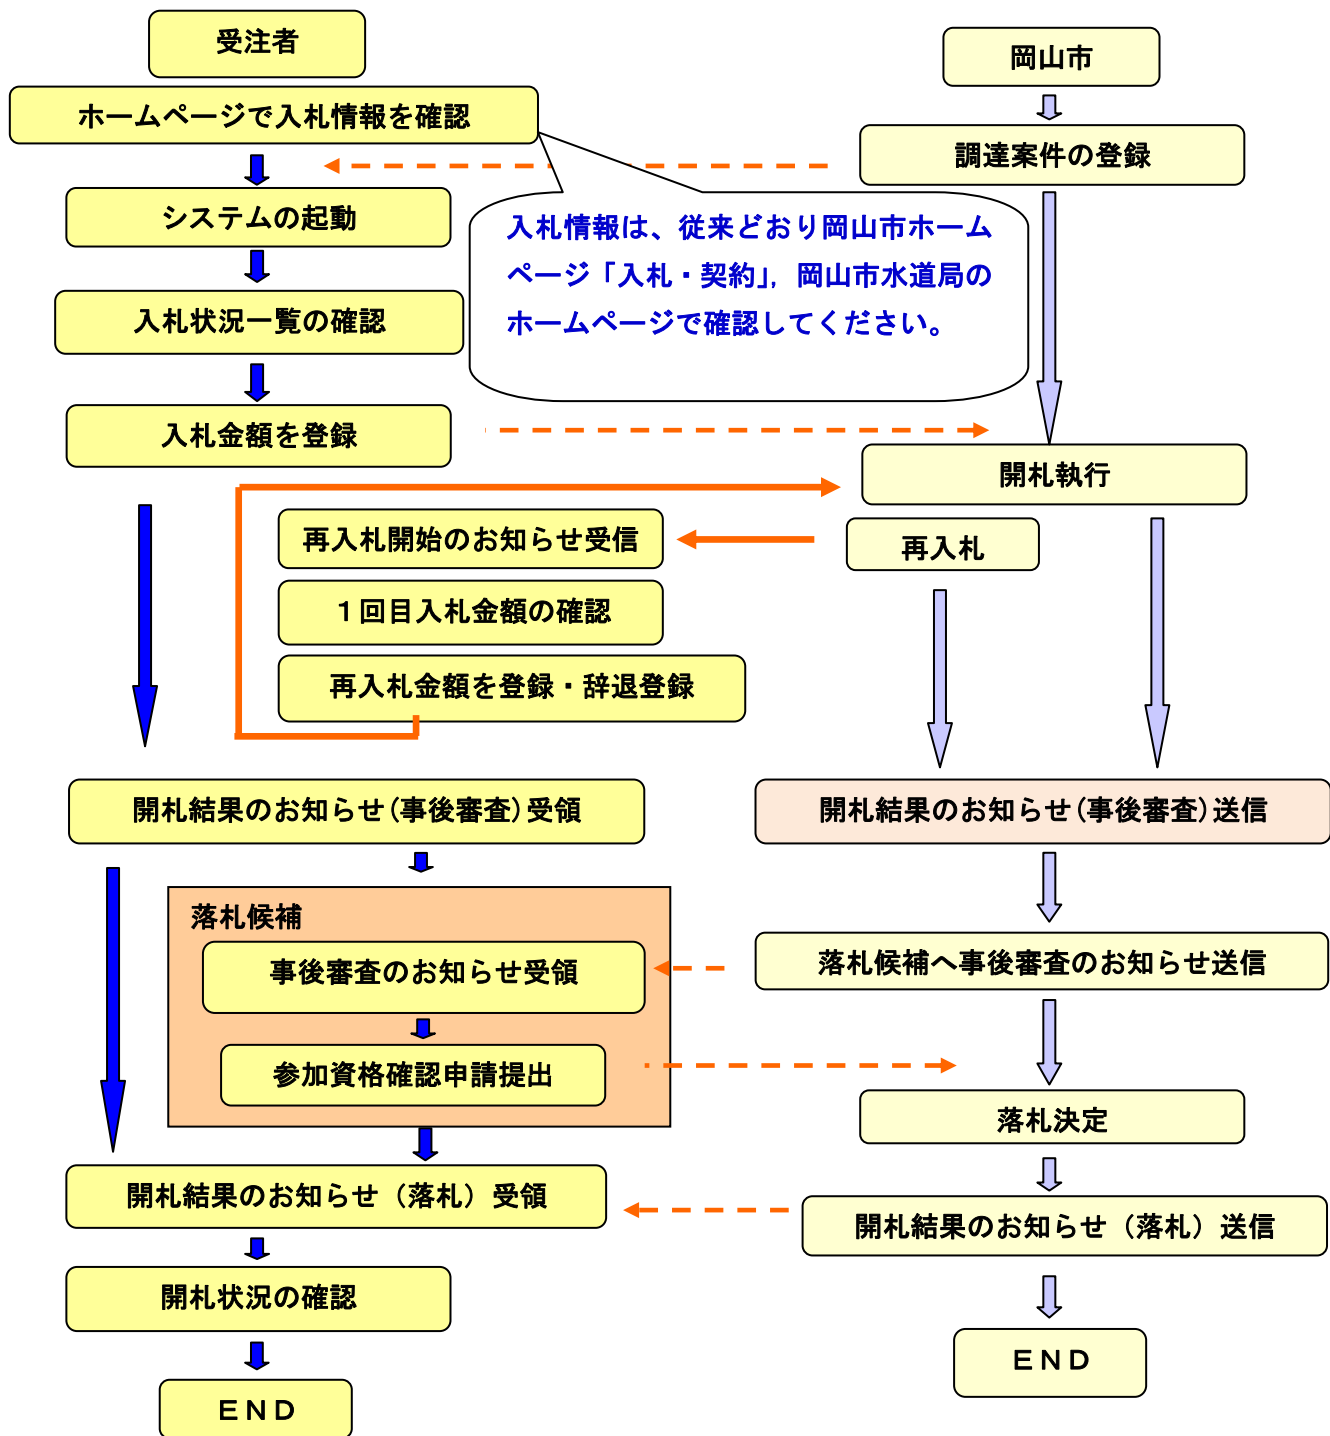 受注者
岡山市
ホームページで入札情報を確認
調達案件の登録
システムの起動
入札情報は、従来どおり岡山市ホーム
ページ「入札・契約」，岡山市水道局の
ホームページで確認してください。
入札状況一覧の確認
入札金額を登録
開札執行
再入札開始のお知らせ受信
再入札
１回目入札金額の確認
再入札金額を登録・辞退登録
開札結果のお知らせ(事後審査)受領
開札結果のお知らせ(事後審査)送信
落札候補
落札候補へ事後審査のお知らせ送信
事後審査のお知らせ受領
参加資格確認申請提出
落札決定
開札結果のお知らせ（落札）受領
開札結果のお知らせ（落札）送信
開札状況の確認
ＥＮＤ
ＥＮＤ